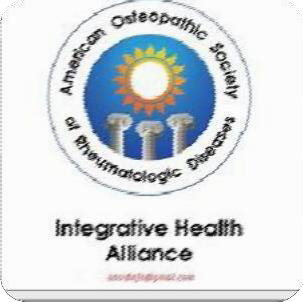 American Osteopathic Society
of Rheumatologic Diseases
Integrative Health
Alliance